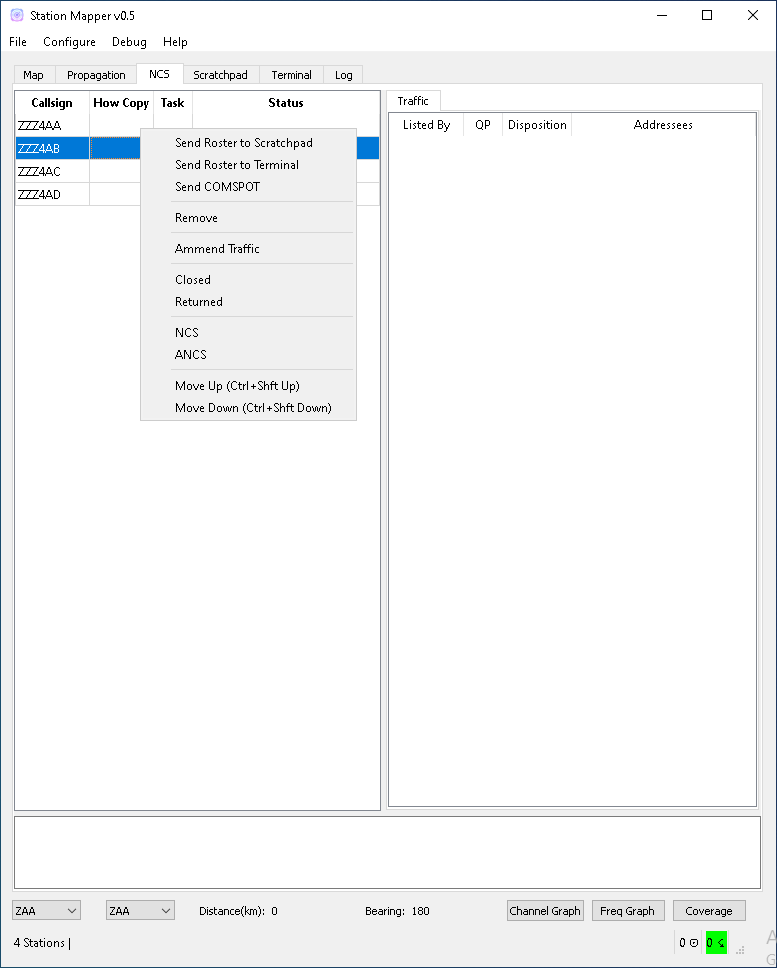 Station Mapper v0.5
File Configure Debug Help
Map Propagation NCS Scratchpad Terminal Log
Callsign How Copy Task Status
Traffic
Listed By QP Disposition Addressees
ZZZ4AA
ZZZ4AB
ZZZ4AC
ZZZ4AD
Send Roster to Scratchpad
Send Roster to Terminal
Send COMSPOT
Remove
Ammend Traffic
Closed
Returned
NCS
ANCS
Move Up (Ctrl+Shft Up)
Move Down (Ctrl+Shft Down)
ZAA ZAA Distance(km): 0 Bearing: 180 Channel Graph Freq Graph Coverage
4 Stations | 0 0